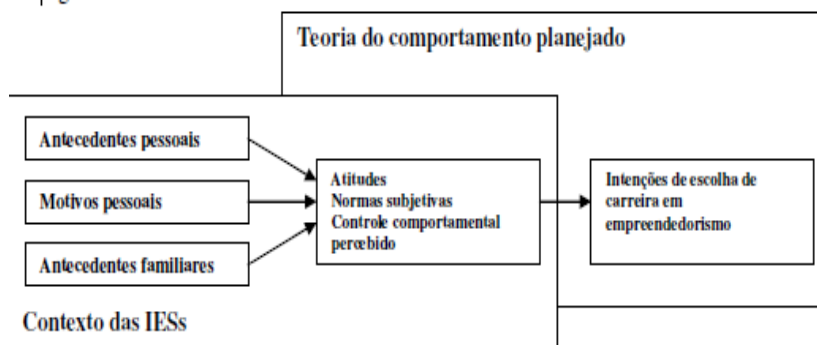 Teoria do comportamento planejado
Antecedentes pessoais
Motivos pessoais
Antecedentes familiares
Atitudes
Normas subjetivas
Controle comportamental
percebido
Intenções de escolha de
carreira em
empreendedorismo
Contexto das IESs